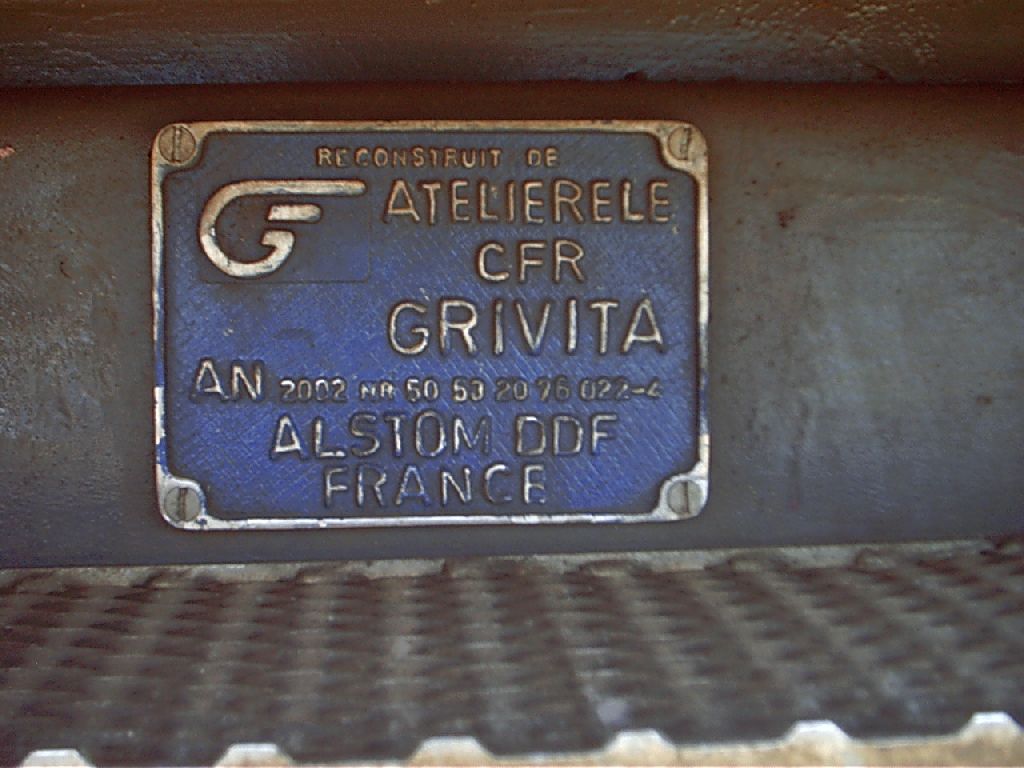 RECONSTRUIT DE
G ATELIERELE
CFR
GRIVITA
AN 2002 NR 50 53 20 76 022-4
ALSTOM DDF
FRANCE